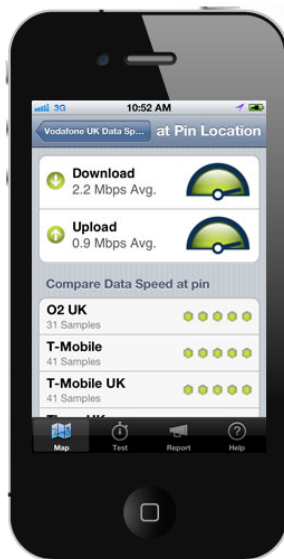 3G 10:52 AM
Vodafone UK Data Sp... at Pin Location
Download
2.2 Mbps Avg.
Upload
0.9 Mbps Avg.
Compare Data Speed at pin
O2 UK
31 Samples
T-Mobile
41 Samples
T-Mobile UK
41 Samples
Map Test Report Help